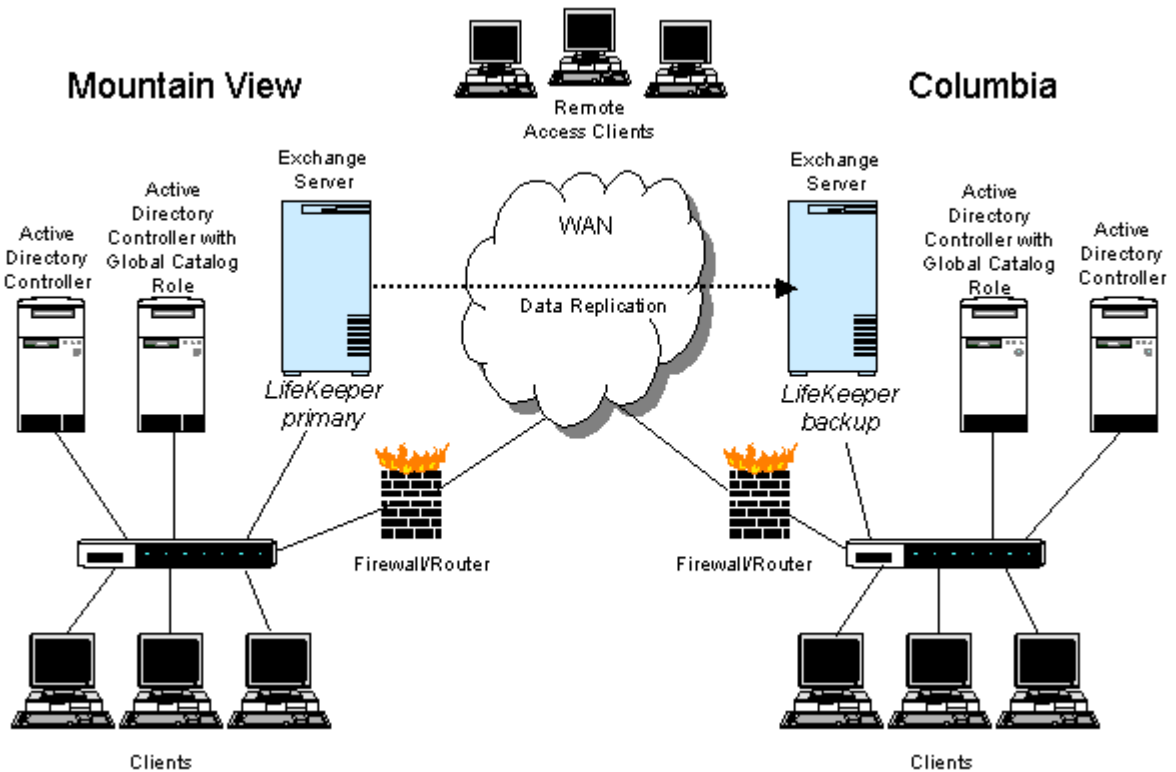 Mountain View
Remote
Access Clients
Columbia
Exchange
Server
Active
Directory
Controller with
Global Catalog
Role
Active
Directory
Controller
LifeKeeper
primary
WAN
Data Replication
Exchange
Server
Active
Directory
Controller with
Global Catalog
Role
Active
Directory
Controller
LifeKeeper
backup
Firewall/Router
Firewall/Router
Clients
Clients